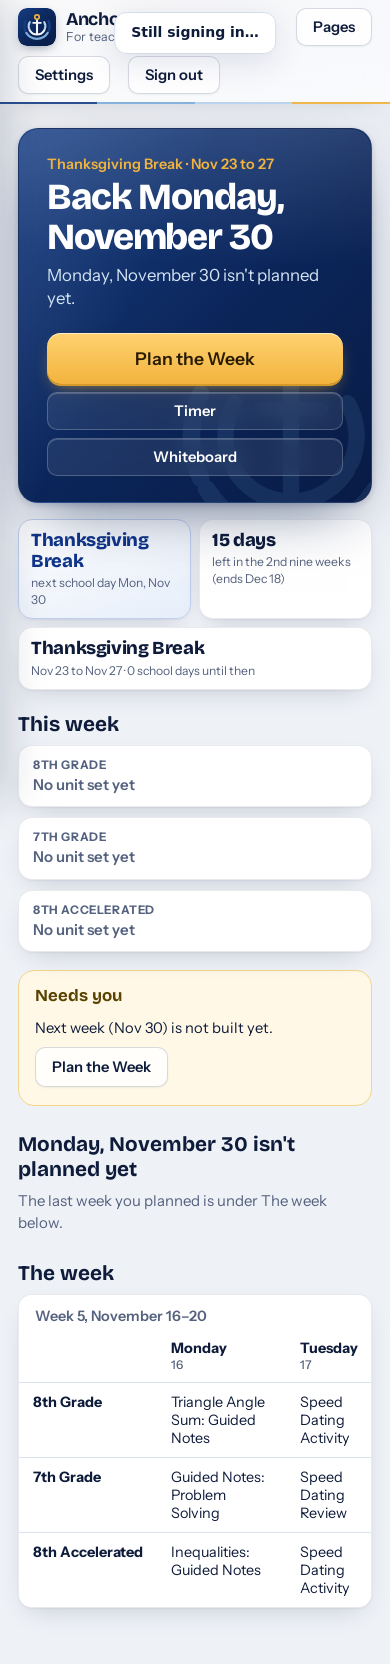 Ancho
For teac
Still signing in...
Pages
Settings
Sign out
Thanksgiving Break · Nov 23 to 27
Back Monday,
November 30
Monday, November 30 isn't planned
yet.
Plan the Week
Timer
Whiteboard
Thanksgiving
Break
next school day Mon, Nov
30
15 days
left in the 2nd nine weeks
(ends Dec 18)
Thanksgiving Break
Nov 23 to Nov 27 · 0 school days until then
This week
8TH GRADE
No unit set yet
7TH GRADE
No unit set yet
8TH ACCELERATED
No unit set yet
Needs you
Next week (Nov 30) is not built yet.
Plan the Week
Monday, November 30 isn't
planned yet
The last week you planned is under The week
below.
The week
Week 5, November 16–20
Monday
16
Tuesday
17
8th Grade
Triangle Angle
Sum: Guided
Notes
Speed
Dating
Activity
7th Grade
Guided Notes:
Problem
Solving
Speed
Dating
Review
8th Accelerated
Inequalities:
Guided Notes
Speed
Dating
Activity